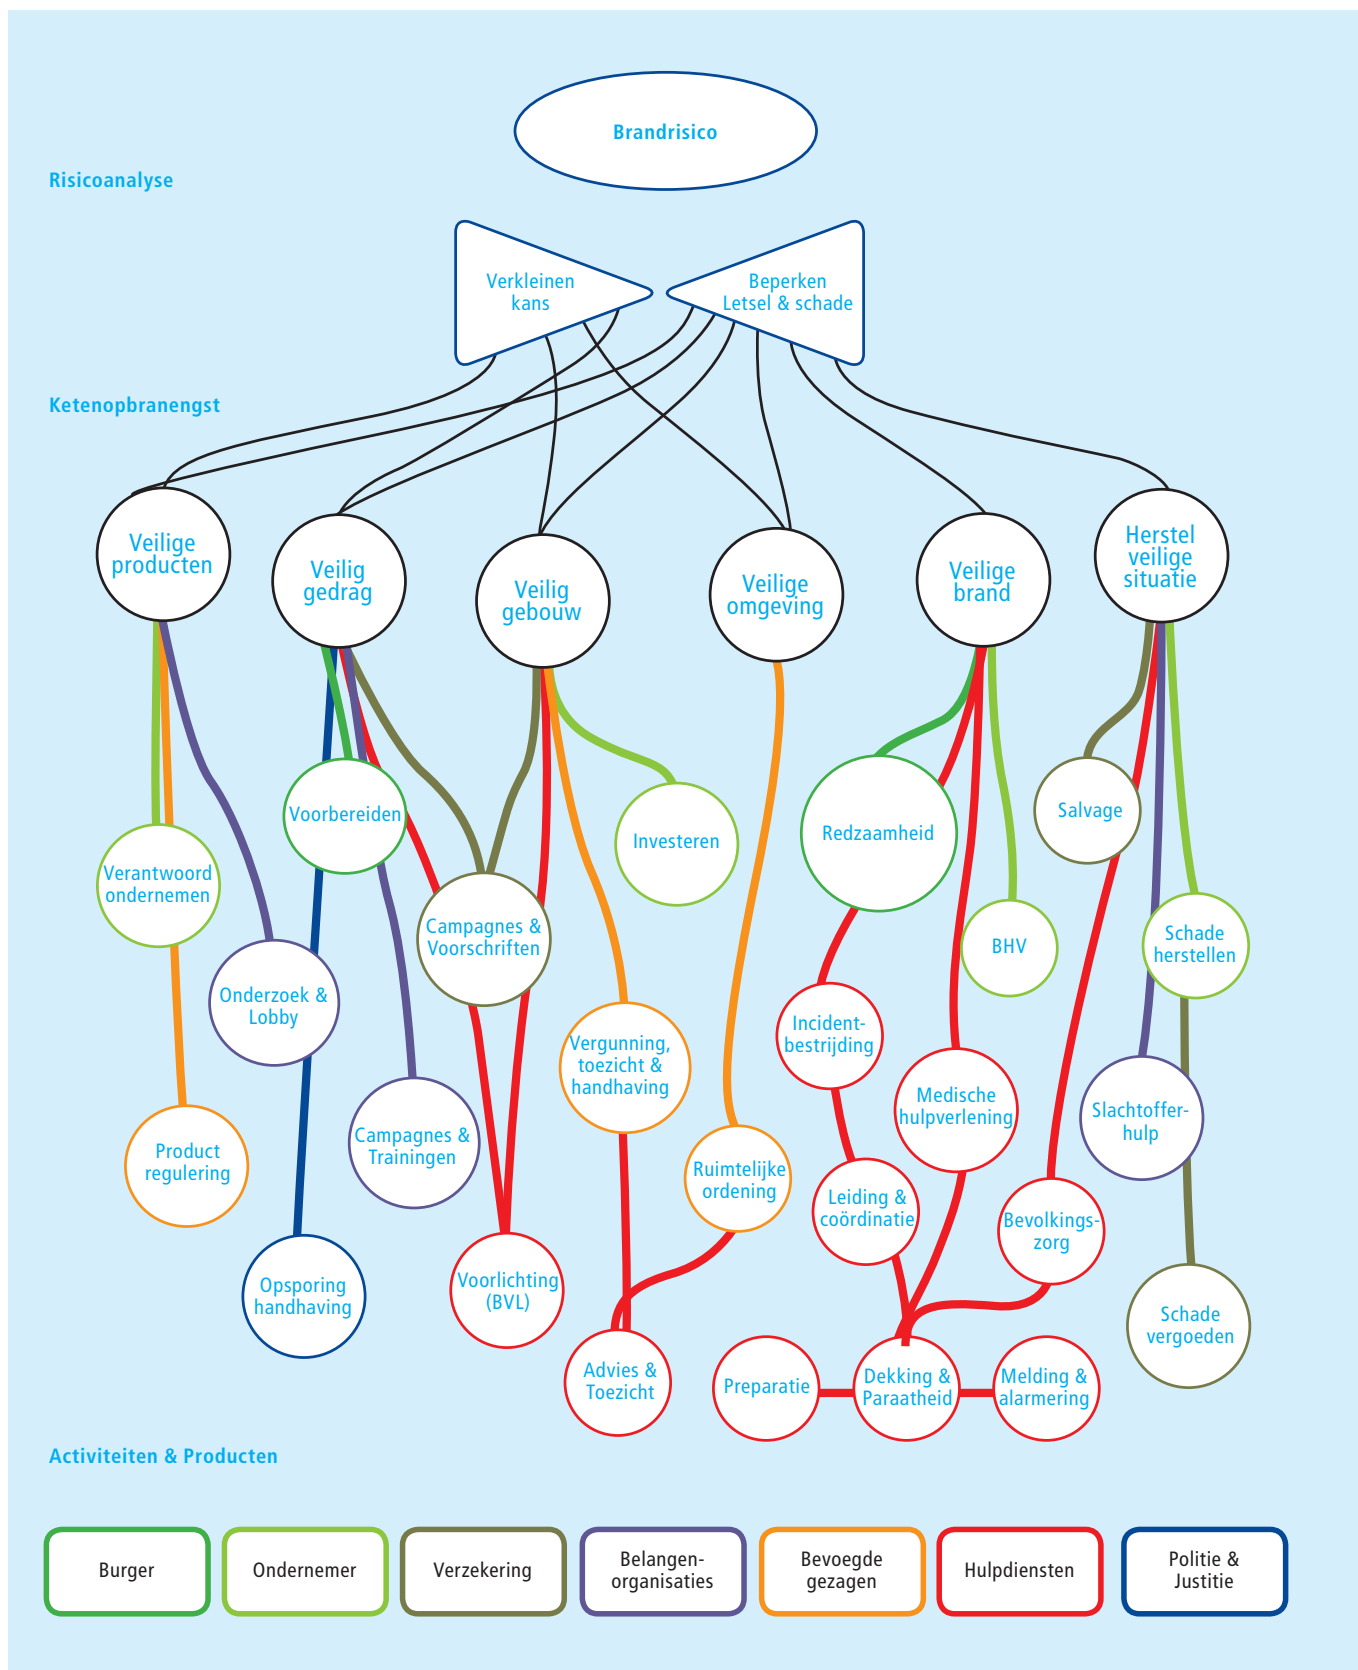 Brandrisico
Risicoanalyse
Verkleinen
kans
Beperken
Letsel & schade
Ketenopbranengst
Veilige
producten
Veilig
gedrag
Veilig
gebouw
Veilige
omgeving
Veilige
brand
Herstel
veilige
situatie
Voorbereiden
Investeren
Redzaamheid
Salvage
Verantwoord
ondernemen
Campagnes &
Voorschriften
BHV
Schade
herstellen
Onderzoek &
Lobby
Vergunning,
toezicht &
handhaving
Incident-
bestrijding
Medische
hulpverlening
Slachtoffer-
hulp
Product
regulering
Campagnes &
Trainingen
Ruimtelijke
ordening
Leiding &
coördinatie
Bevolkings-
zorg
Opsporing
handhaving
Voorlichting
(BVL)
Schade
vergoeden
Advies &
Toezicht
Preparatie
Dekking &
Paraatheid
Melding &
alarmering
Activiteiten & Producten
Burger
Ondernemer
Verzekering
Belangen-
organisaties
Bevoegde
gezagen
Hulpdiensten
Politie &
Justitie